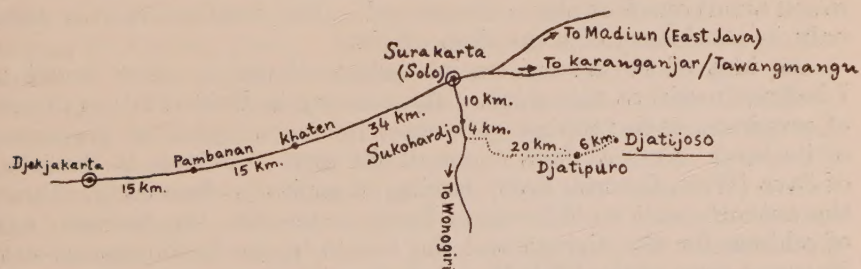 To Madiun (East Java)
Surakarta
(Solo)
To Karanganjar/Tawangmangu
10 km.
34 km.
Khaten
Sukohardjo
4 km.
Pambanan
15 km.
Djokjakarta
15 km.
20 km.
6 km
Djatijoso
Djatipuro
To Wonogiri